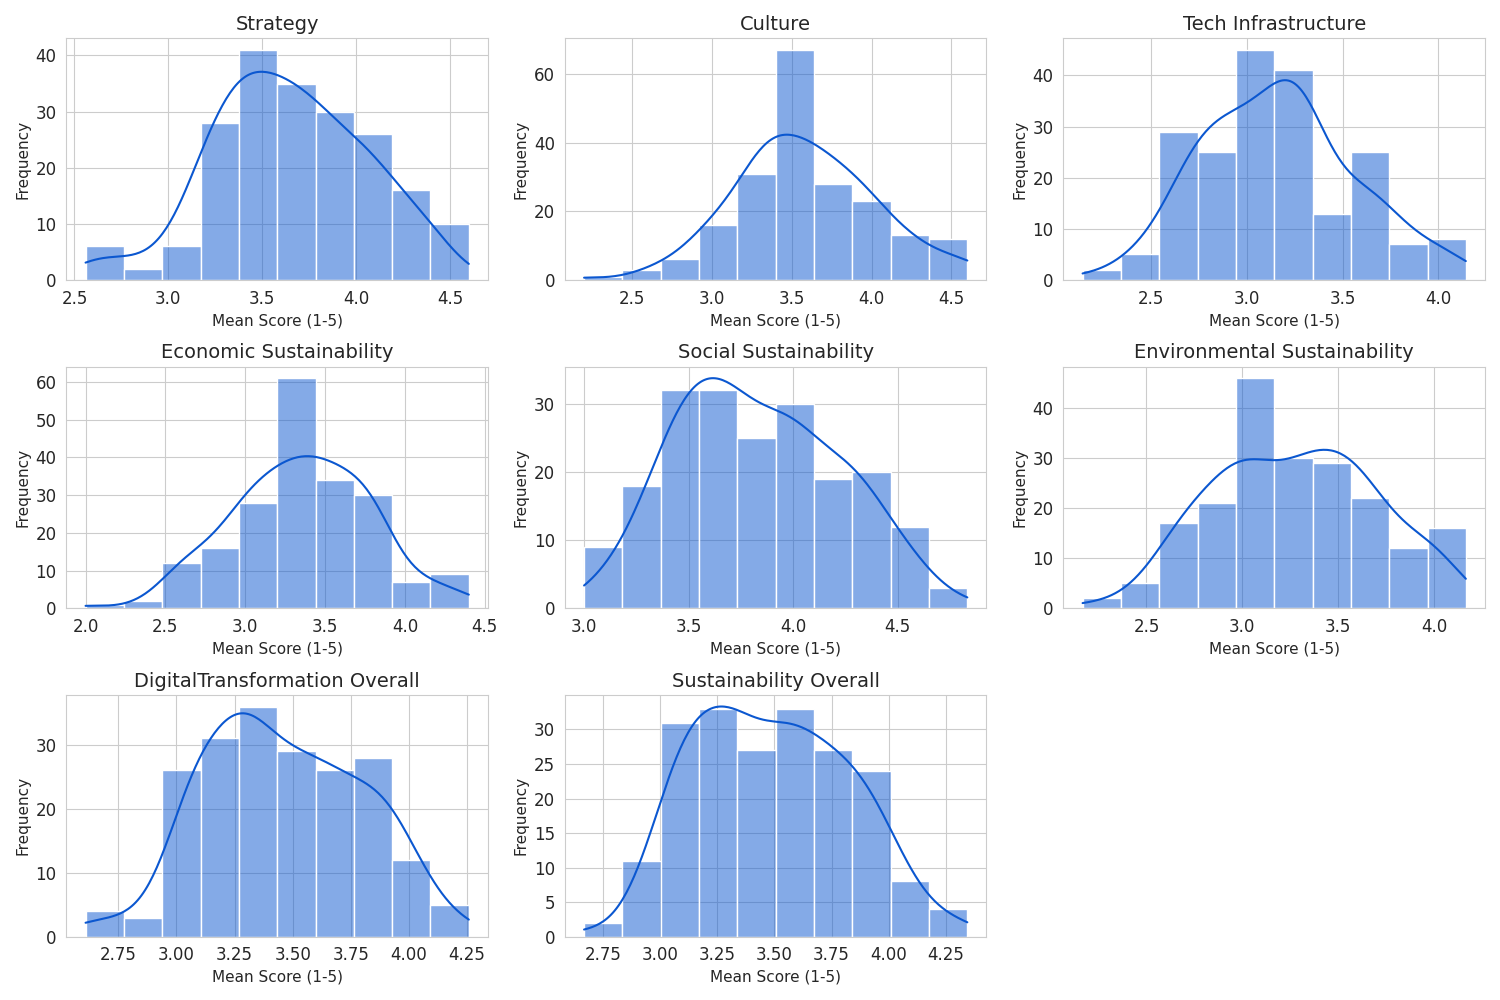 Strategy
Culture
Tech Infrastructure
Frequency
40
30
20
10
0
2.5 3.0 3.5 4.0 4.5
Mean Score (1-5)
Frequency
60
40
20
0
2.5 3.0 3.5 4.0 4.5
Mean Score (1-5)
Frequency
40
30
20
10
0
2.5 3.0 3.5 4.0
Mean Score (1-5)
Economic Sustainability
Social Sustainability
Environmental Sustainability
Frequency
60
50
40
30
20
10
0
2.0 2.5 3.0 3.5 4.0 4.5
Mean Score (1-5)
Frequency
30
20
10
0
3.0 3.5 4.0 4.5
Mean Score (1-5)
Frequency
40
30
20
10
0
2.5 3.0 3.5 4.0
Mean Score (1-5)
DigitalTransformation Overall
Sustainability Overall
Frequency
30
20
10
0
2.75 3.00 3.25 3.50 3.75 4.00 4.25
Mean Score (1-5)
Frequency
30
25
20
15
10
5
0
2.75 3.00 3.25 3.50 3.75 4.00 4.25
Mean Score (1-5)